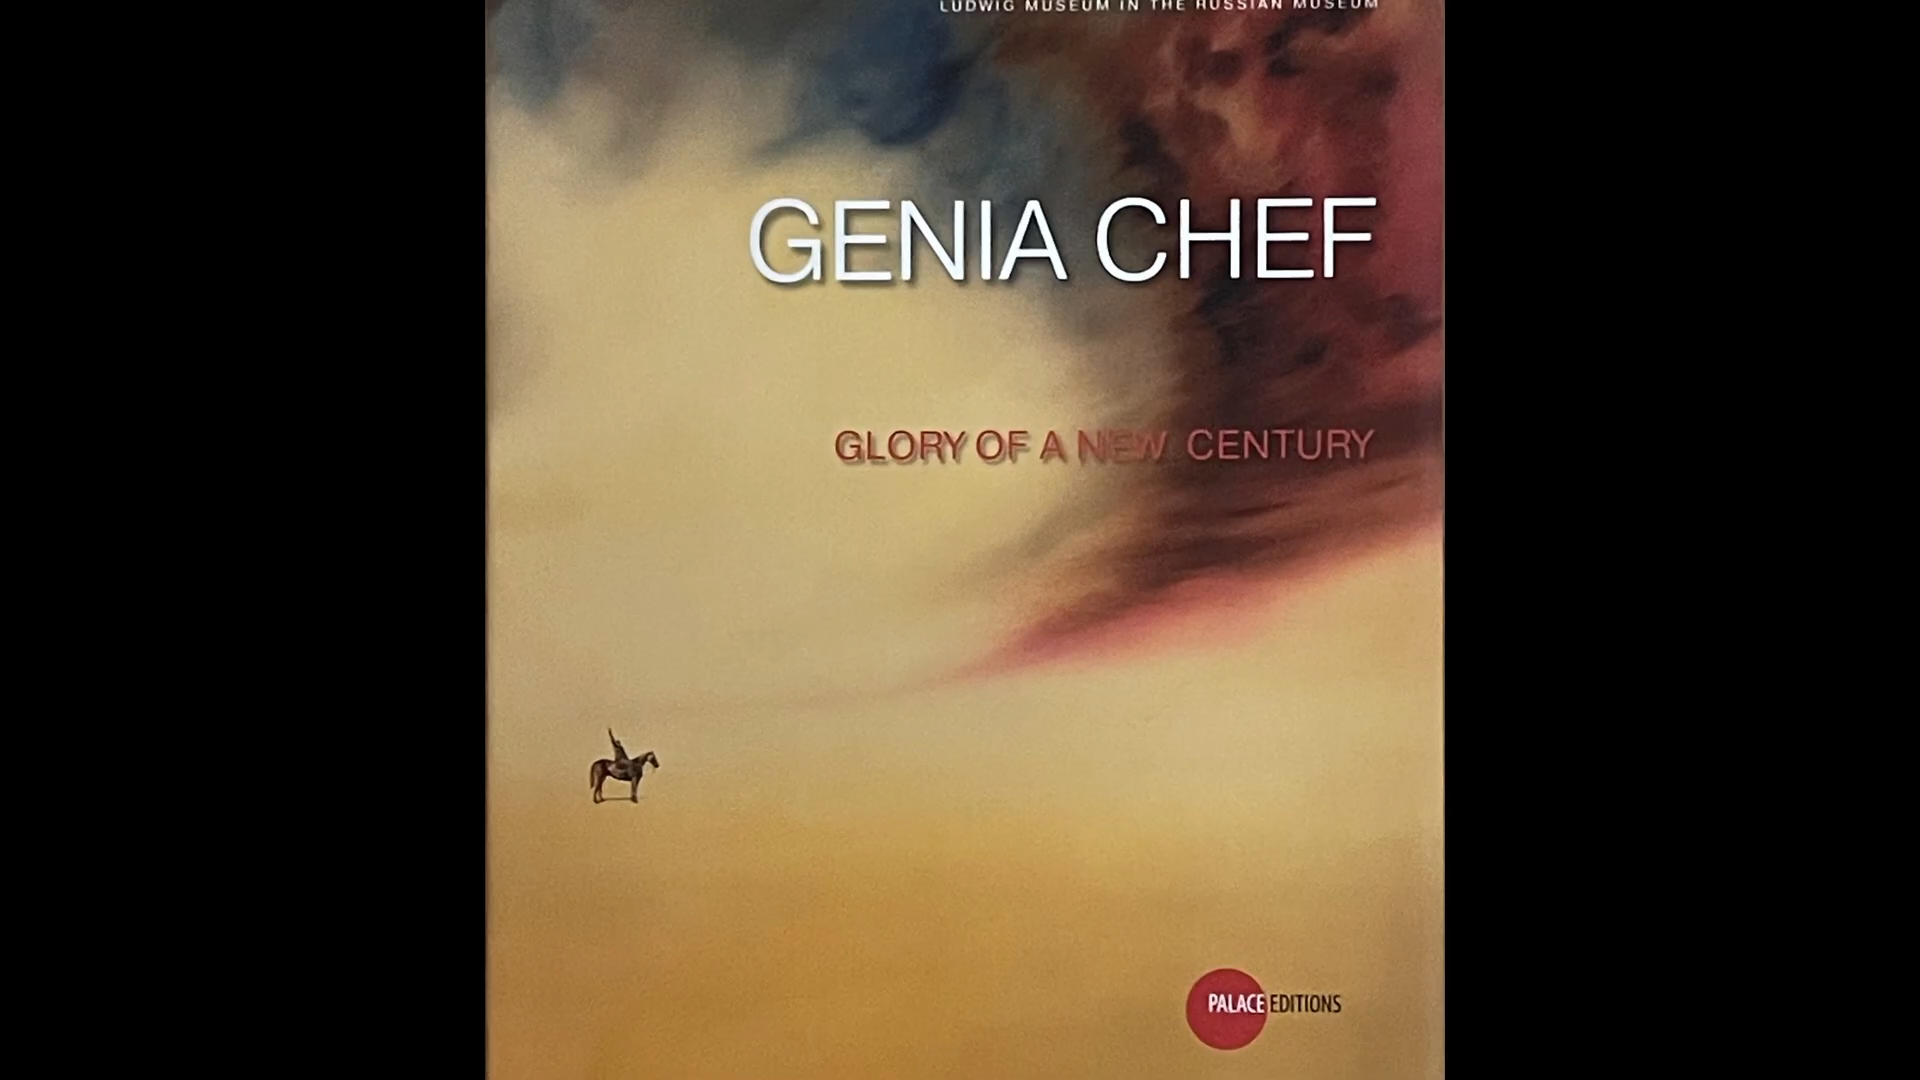 LUDWIG MUSEUM IN THE RUSSIAN MUSEUM
GENIA CHEF
GLORY OF A NEW CENTURY
PALACE EDITIONS